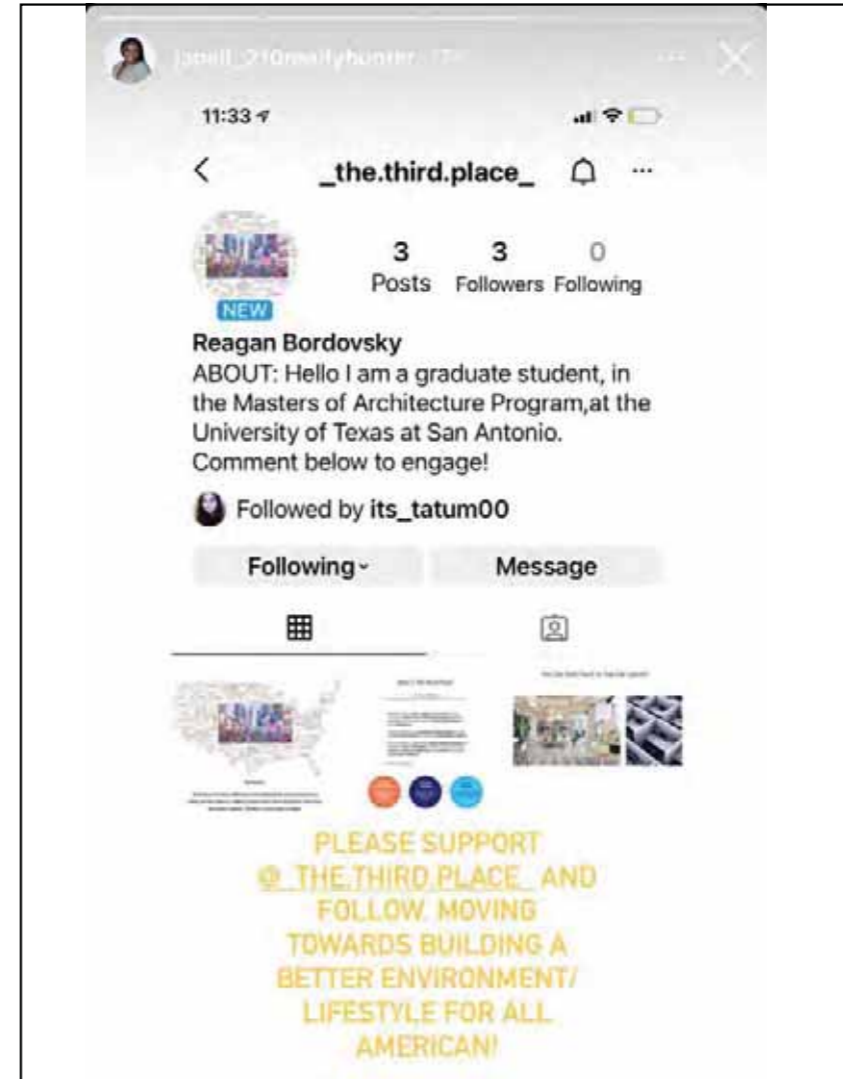 11:33
_the.third.place_
3 3 0
Posts Followers Following
NEW
Reagan Bordovsky
ABOUT: Hello I am a graduate student, in
the Masters of Architecture Program,at the
University of Texas at San Antonio.
Comment below to engage!
Followed by its_tatum00
Following Message
PLEASE SUPPORT
@_THE.THIRD.PLACE_ AND
FOLLOW. MOVING
TOWARDS BUILDING A
BETTER ENVIRONMENT/
LIFESTYLE FOR ALL
AMERICAN!